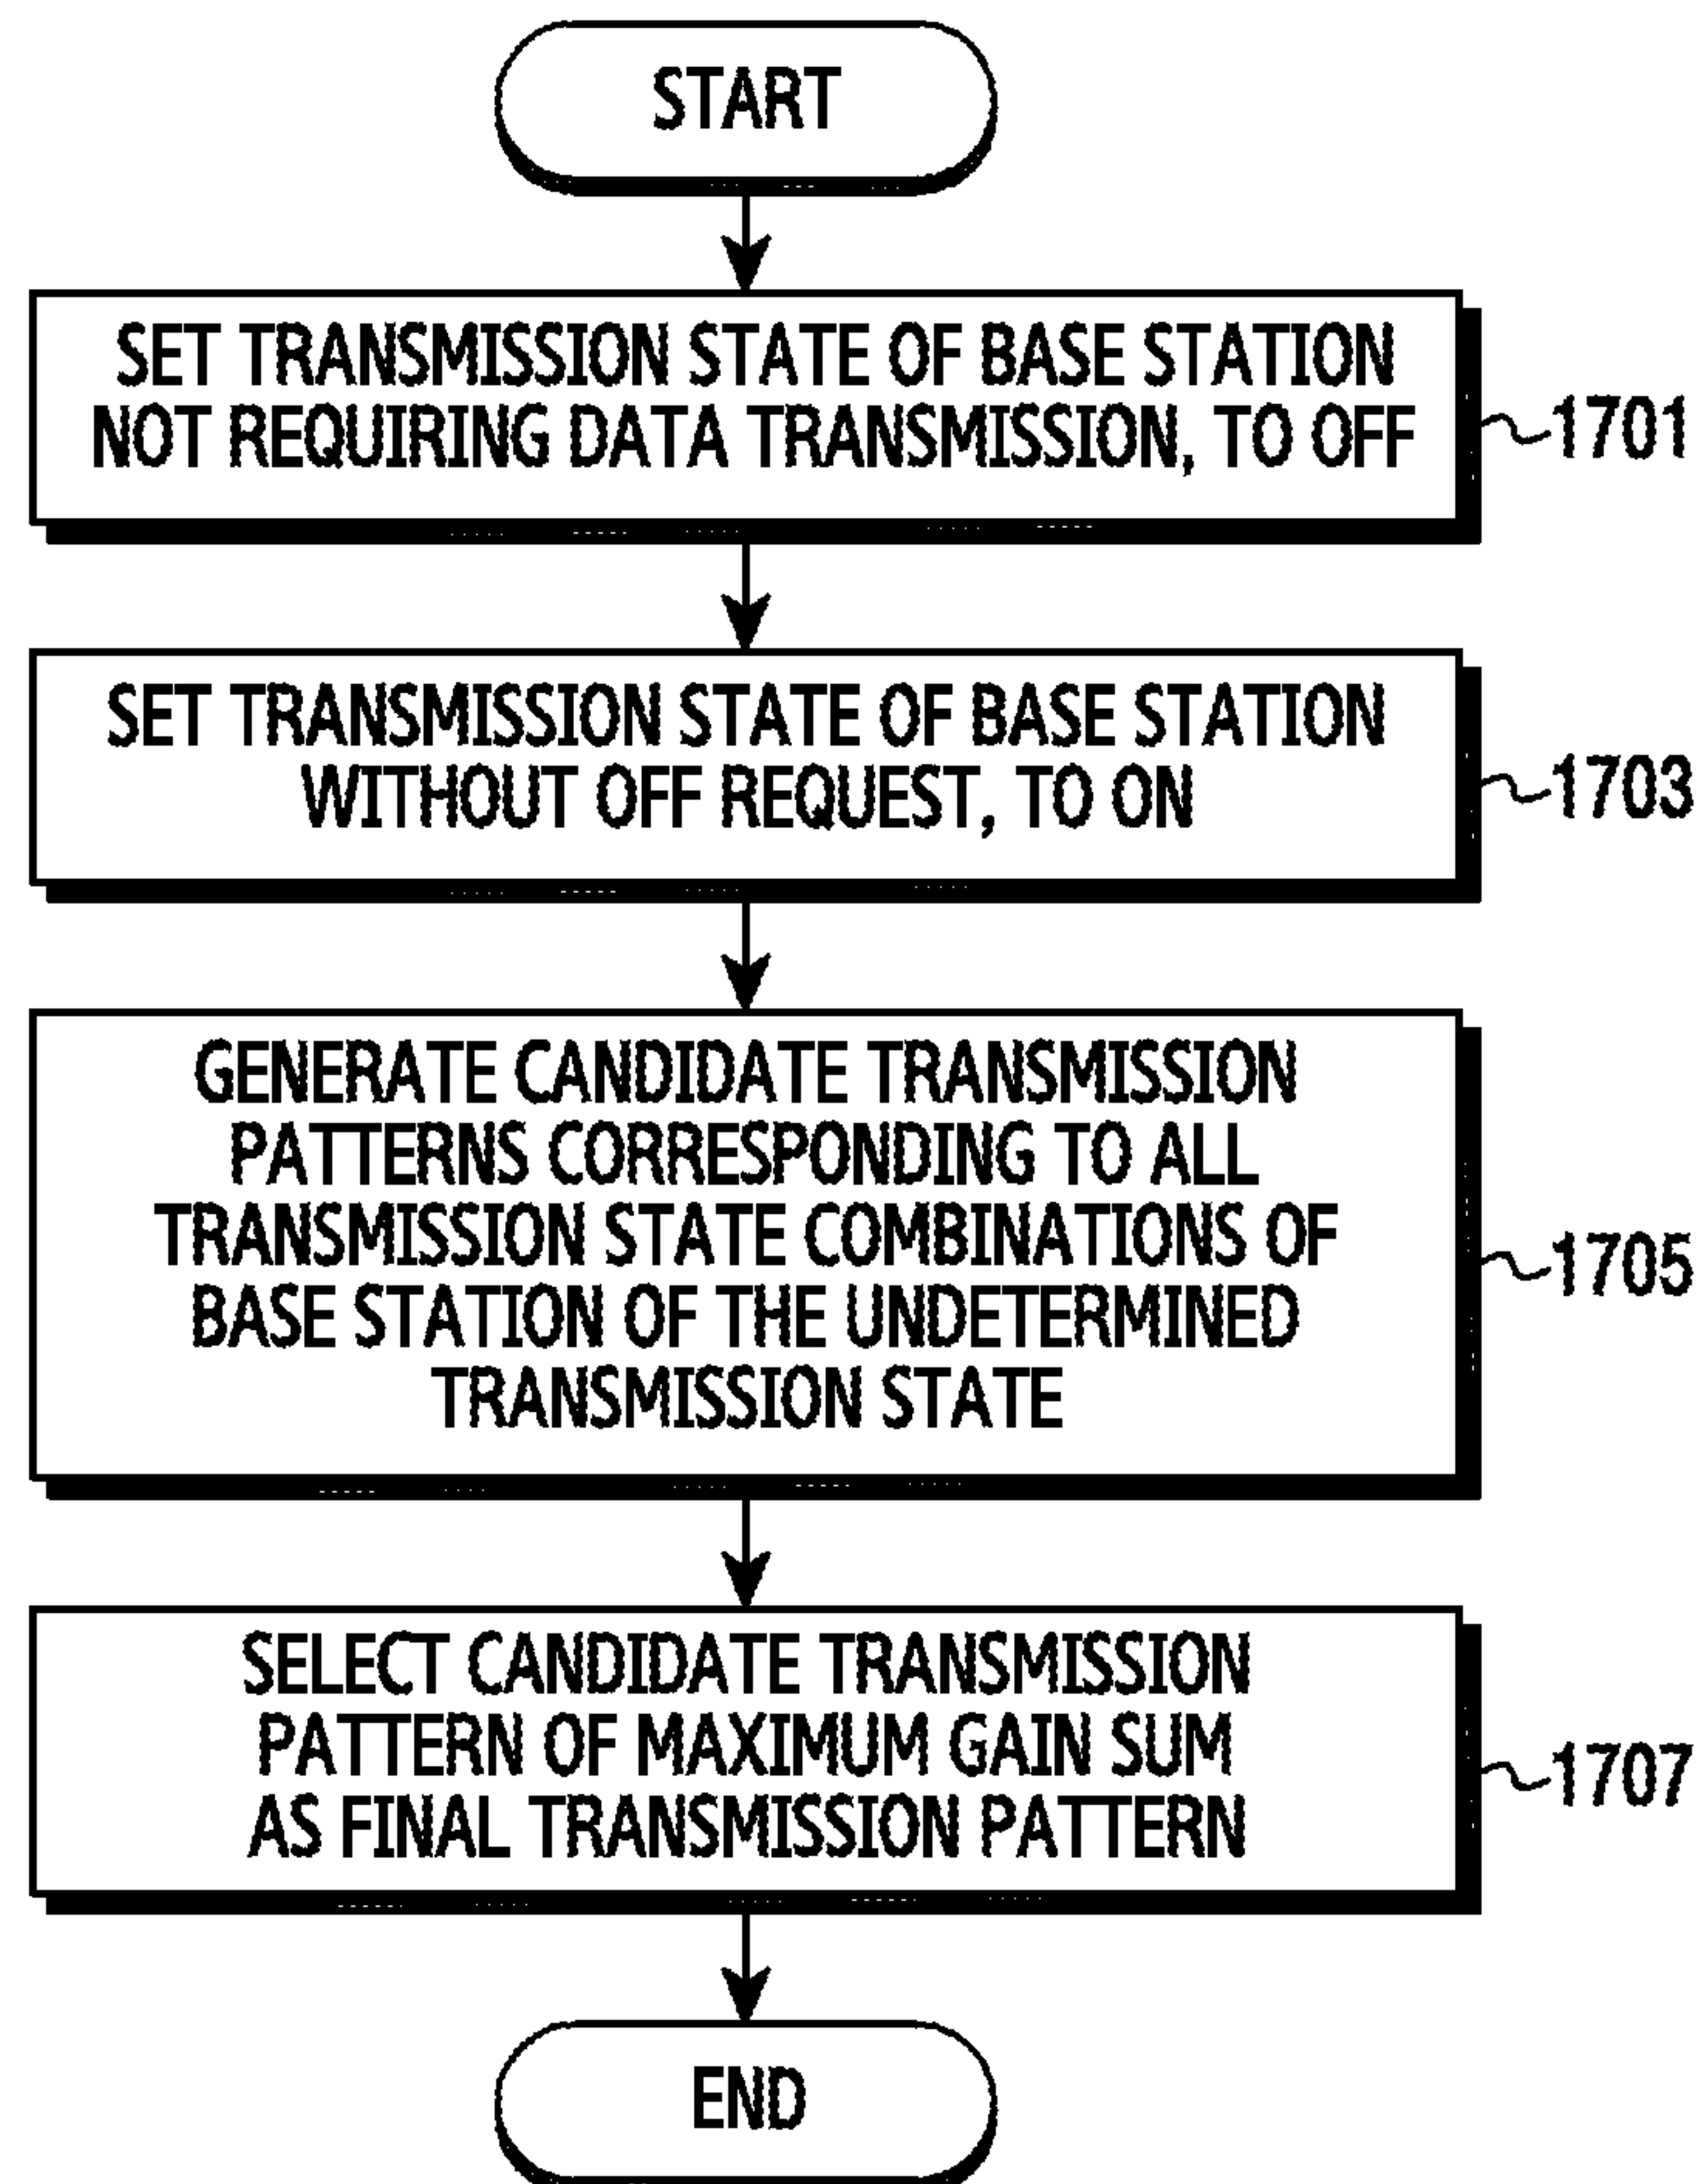 START
SET TRANSMISSION STATE OF BASE STATION
NOT REQUIRING DATA TRANSMISSION, TO OFF
1701
SET TRANSMISSION STATE OF BASE STATION
WITHOUT OFF REQUEST, TO ON
1703
GENERATE CANDIDATE TRANSMISSION
PATTERNS CORRESPONDING TO ALL
TRANSMISSION STATE COMBINATIONS OF
BASE STATION OF THE UNDETERMINED
TRANSMISSION STATE
1705
SELECT CANDIDATE TRANSMISSION
PATTERN OF MAXIMUM GAIN SUM
AS FINAL TRANSMISSION PATTERN
1707
END